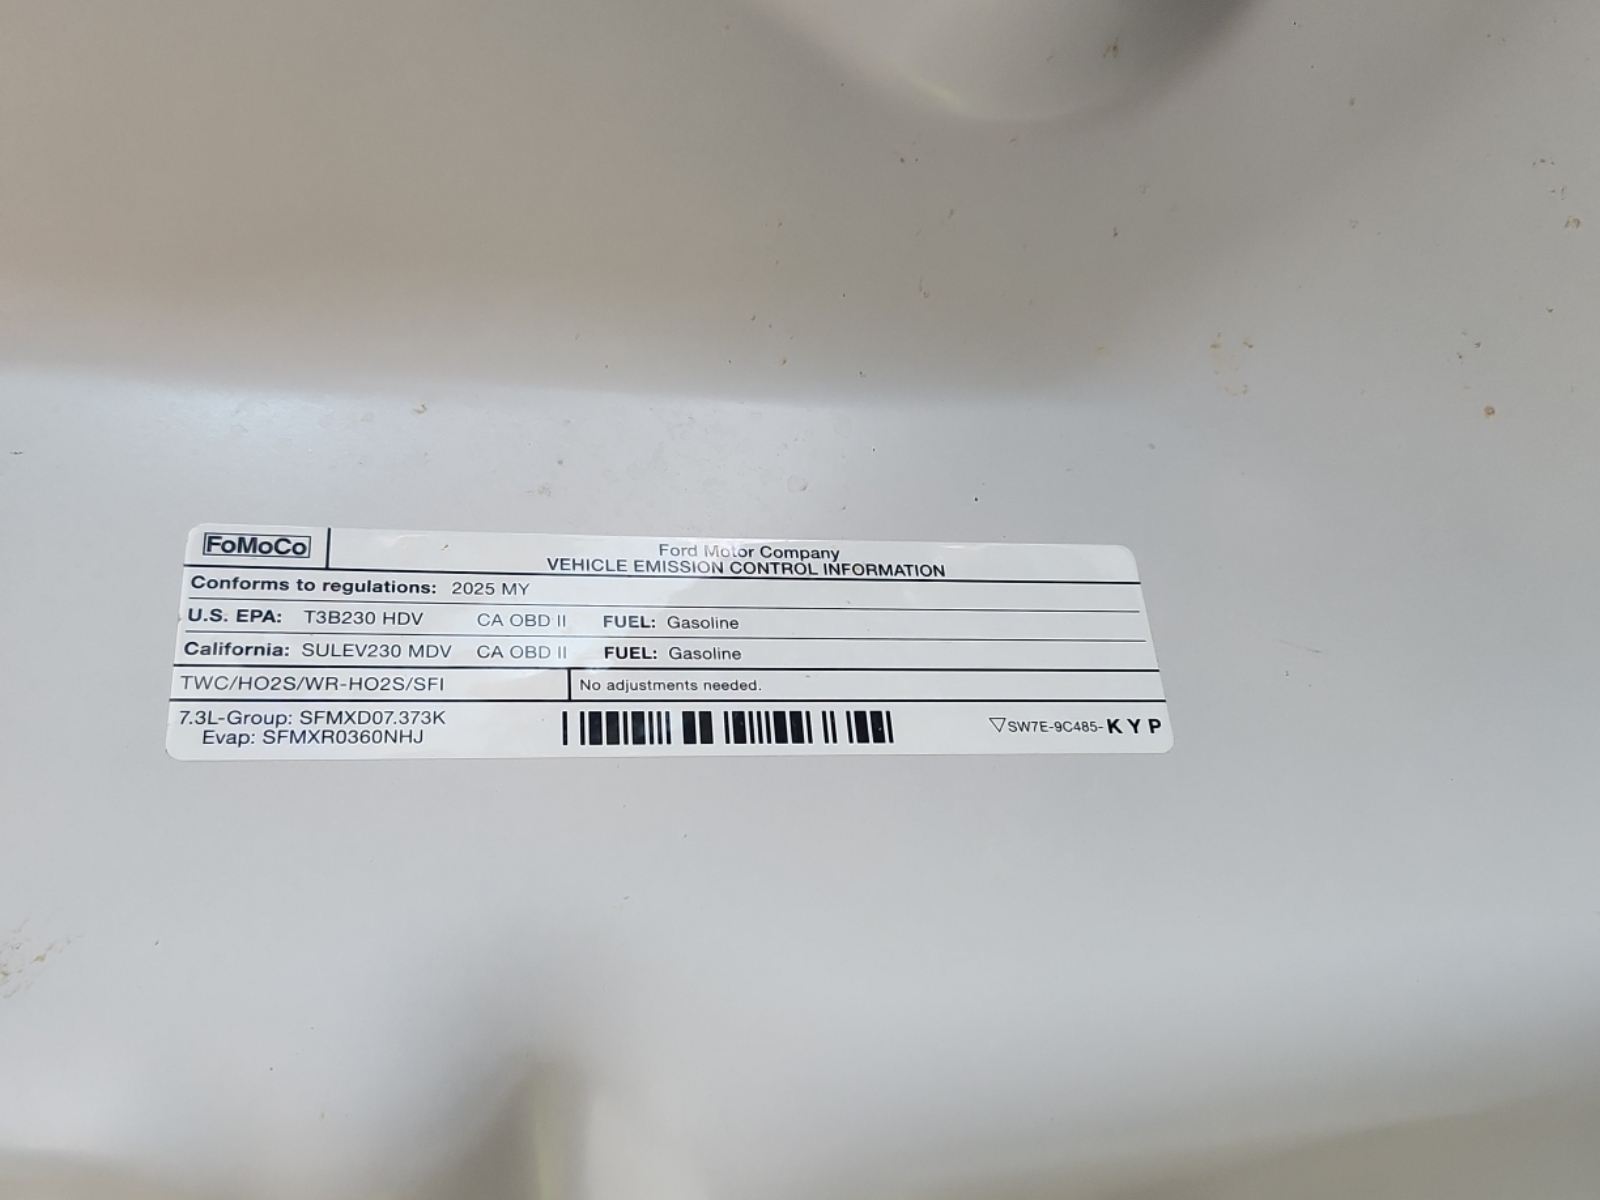 FoMoCo
Ford Motor Company
VEHICLE EMISSION CONTROL INFORMATION
Conforms to regulations: 2025 MY
U.S. EPA: T3B230 HDV CA OBD II FUEL: Gasoline
California: SULEV230 MDV CA OBD II FUEL: Gasoline
TWC/HO2S/WR-HO2S/SFI No adjustments needed.
7.3L-Group: SFMXD07.373K
Evap: SFMXR0360NHJ
SW7E-9C485-KYP